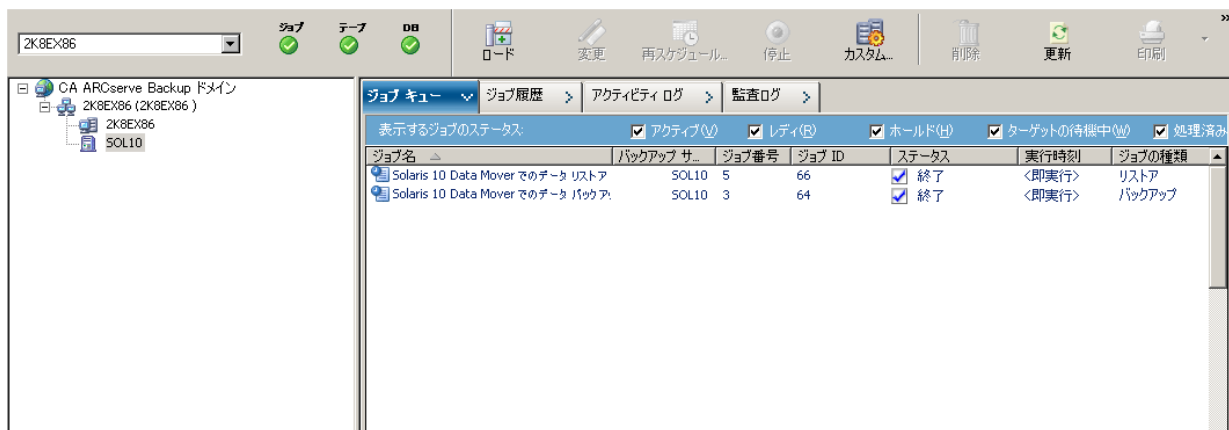 ジョブ テープ DB
2K8EX86
ロード 変更 再スケジュール... 停止 カスタム... 削除 更新 印刷
CA ARCserve Backup ドメイン
2K8EX86 (2K8EX86 )
2K8EX86
SOL10
ジョブ キュー ジョブ履歴 アクティビティ ログ 監査ログ
表示するジョブのステータス: アクティブ(V) レディ(R) ホールド(H) ターゲットの待機中(W) 処理済み
ジョブ名 バックアップ サ... ジョブ番号 ジョブ ID ステータス 実行時刻 ジョブの種類
Solaris 10 Data Mover でのデータ リストア SOL10 5 66 終了 〈即実行〉 リストア
Solaris 10 Data Mover でのデータ バックア SOL10 3 64 終了 〈即実行〉 バックアップ